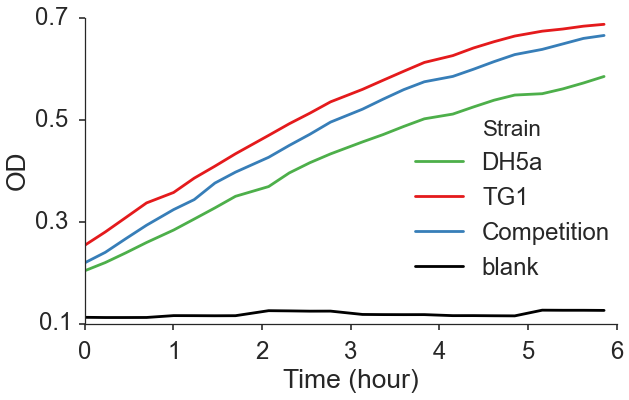 0.7
0.5
0.3
0.1
OD
0 1 2 3 4 5 6
Time (hour)
Strain
DH5a
TG1
Competition
blank